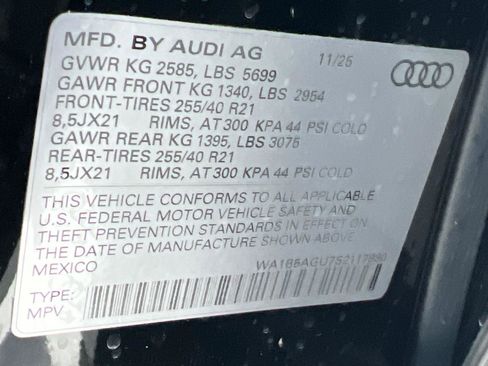 MFD. BY AUDI AG 11/25
GVWR KG 2585, LBS 5699
GAWR FRONT KG 1340, LBS 2954
FRONT-TIRES 255/40 R21
8,5JX21 RIMS, AT 300 KPA 44 PSI COLD
GAWR REAR KG 1395, LBS 3075
REAR-TIRES 255/40 R21
8,5JX21 RIMS, AT 300 KPA 44 PSI COLD
THIS VEHICLE CONFORMS TO ALL APPLICABLE
U.S. FEDERAL MOTOR VEHICLE SAFETY AND
THEFT PREVENTION STANDARDS IN EFFECT ON
THE DATE OF MANUFACTURE SHOWN ABOVE
MEXICO
TYPE:
MPV